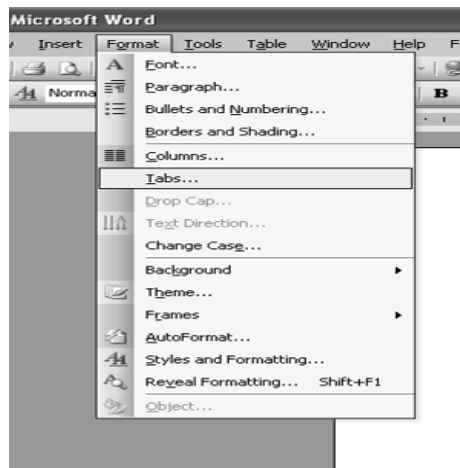 Microsoft Word
Insert Format Tools Table Window Help F
Norma B
Font...
Paragraph...
Bullets and Numbering...
Borders and Shading...
Columns...
Tabs...
Drop Cap...
Text Direction...
Change Case...
Background
Theme...
Frames
AutoFormat...
Styles and Formatting...
Reveal Formatting... Shift+F1
Object...